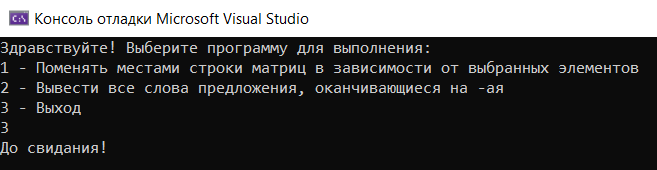 Консоль отладки Microsoft Visual Studio
Здравствуйте! Выберите программу для выполнения:
1 - Поменять местами строки матриц в зависимости от выбранных элементов
2 - Вывести все слова предложения, оканчивающиеся на -ая
3 - Выход
3
До свидания!